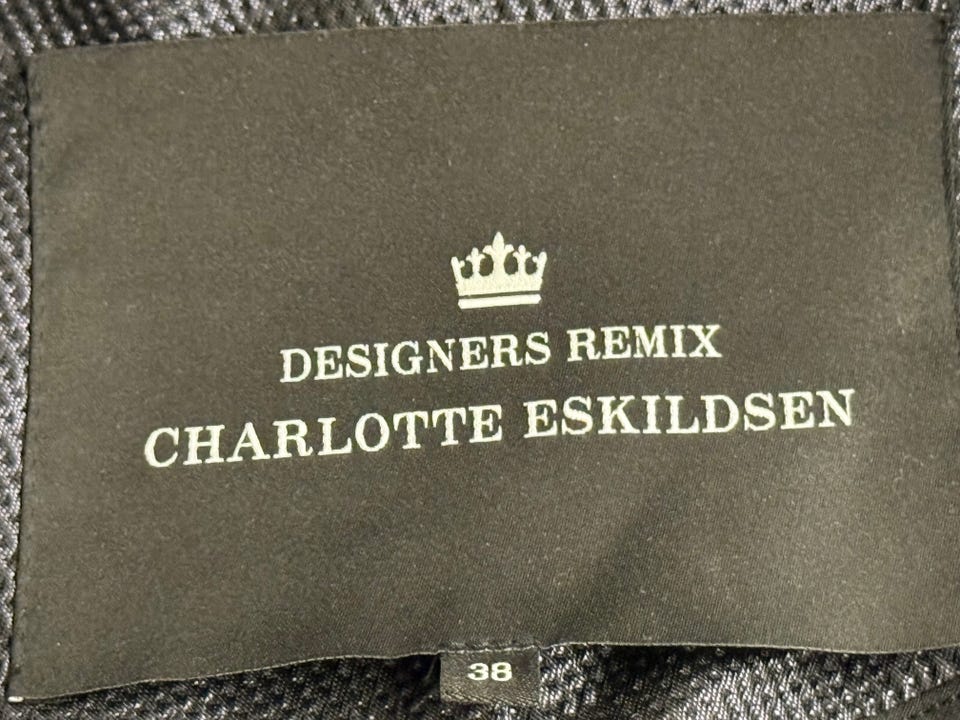 DESIGNERS REMIX
CHARLOTTE ESKILDSEN
38